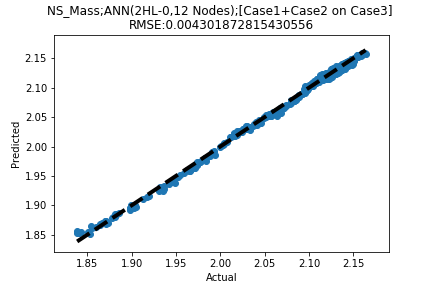 NS_Mass;ANN(2HL-0,12 Nodes);[Case1+Case2 on Case3]
RMSE:0.004301872815430556
2.15
2.10
2.05
2.00
1.95
1.90
1.85
Predicted
1.85 1.90 1.95 2.00 2.05 2.10 2.15
Actual